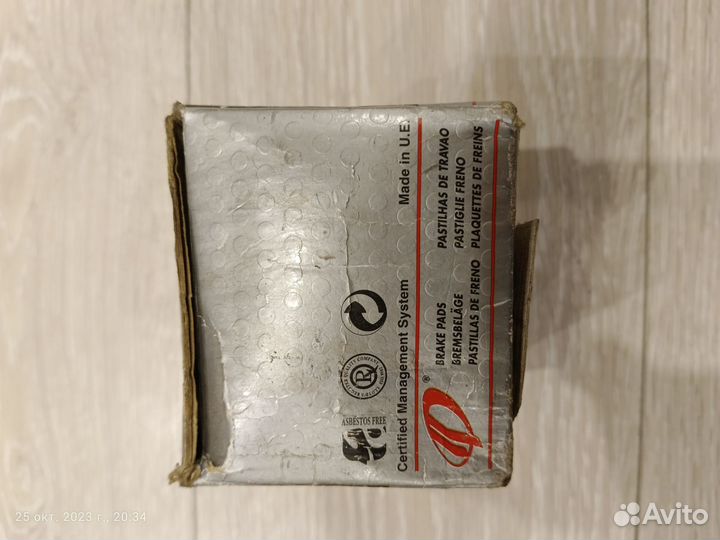 ASBESTOS FREE
Certified Management System
Made in U.E.
BRAKE PADS
BREMSBELÄGE
PASTILLAS DE FRENO
PASTILHAS DE TRAVAO
PASTIGLIE FRENO
PLAQUETTES DE FREINS
®
25 окт. 2023 г., 20:34
Avito